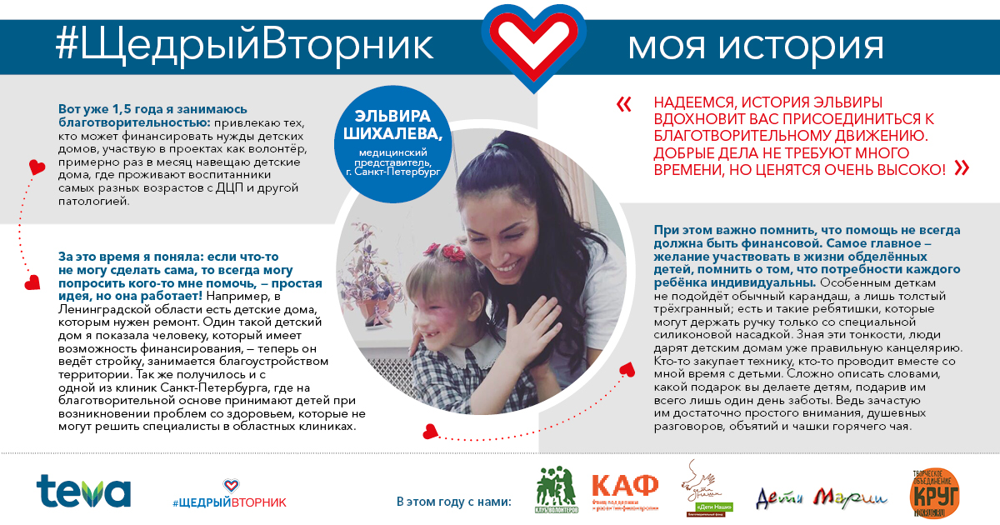 #ЩедрыйВторник
моя история
Вот уже 1,5 года я занимаюсь
благотворительностью: привлекаю тех,
кто может финансировать нужды детских
домов, участвую в проектах как волонтёр,
примерно раз в месяц навещаю детские
дома, где проживают воспитанники
самых разных возрастов с ДЦП и другой
патологией.
ЭЛЬВИРА
ШИХАЛЕВА,
медицинский
представитель,
г. Санкт-Петербург
« НАДЕЕМСЯ, ИСТОРИЯ ЭЛЬВИРЫ
ВДОХНОВИТ ВАС ПРИСОЕДИНИТЬСЯ К
БЛАГОТВОРИТЕЛЬНОМУ ДВИЖЕНИЮ.
ДОБРЫЕ ДЕЛА НЕ ТРЕБУЮТ МНОГО
ВРЕМЕНИ, НО ЦЕНЯТСЯ ОЧЕНЬ ВЫСОКО! »
За это время я поняла: если что-то
не могу сделать сама, то всегда могу
попросить кого-то мне помочь, — простая
идея, но она работает! Например, в
Ленинградской области есть детские дома,
которым нужен ремонт. Один такой детский
дом я показала человеку, который имеет
возможность финансирования, — теперь он
ведёт стройку, занимается благоустройством
территории. Так же получилось и с
одной из клиник Санкт-Петербурга, где на
благотворительной основе принимают детей при
возникновении проблем со здоровьем, которые не
могут решить специалисты в областных клиниках.
При этом важно помнить, что помощь не всегда
должна быть финансовой. Самое главное —
желание участвовать в жизни обделённых
детей, помнить о том, что потребности каждого
ребёнка индивидуальны. Особенным деткам
не подойдёт обычный карандаш, а лишь толстый
трёхгранный; есть и такие ребятишки, которые
могут держать ручку только со специальной
силиконовой насадкой. Зная эти тонкости, люди
дарят детским домам уже правильную канцелярию.
Кто-то закупает технику, кто-то проводит вместе со
мной время с детьми. Сложно описать словами,
какой подарок вы делаете детям, подарив им
всего лишь один день заботы. Ведь зачастую
им достаточно простого внимания, душевных
разговоров, объятий и чашки горячего чая.
teva
#ЩЕДРЫЙВТОРНИК
В этом году с нами:
КЛУБ ВОЛОНТЕРОВ
КАФ
Фонд поддержки
и развития филантропии
дети
наши
«Дети Наши»
Благотворительный фонд
Дети Марии
ТВОРЧЕСКОЕ
ОБЪЕДИНЕНИЕ
КРУГ